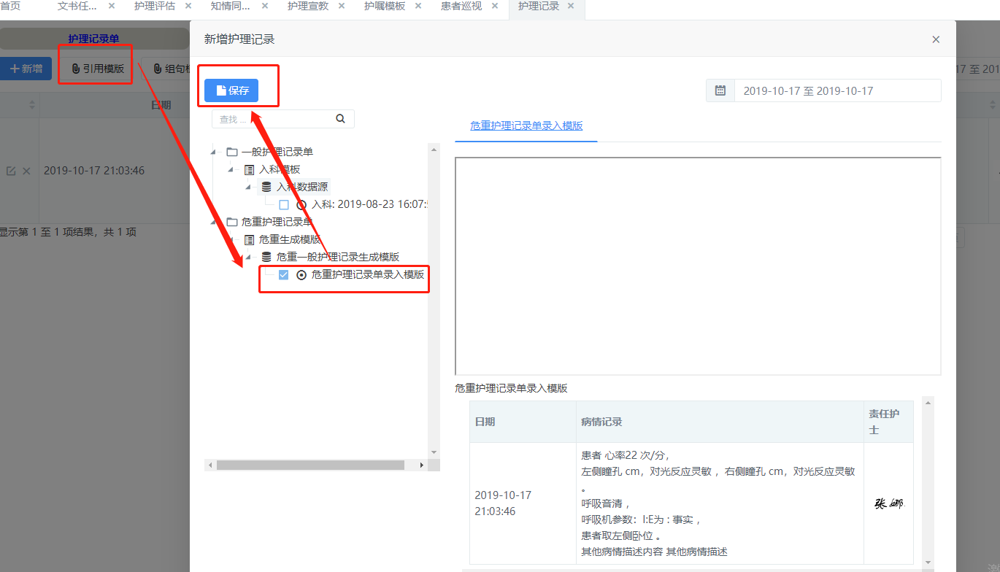 首页
文书任...
护理评估
知情同...
护理宣教
护嘱模板
患者巡视
护理记录
护理记录单
新增
引用模版
组句模
日期
2019-10-17 21:03:46
显示第 1 至 1 项结果，共 1 项
新增护理记录
保存
2019-10-17 至 2019-10-17
17 至 201
查找 ...
一般护理记录单
入科模板
入科数据源
入科: 2019-08-23 16:07:5
危重护理记录单
危重生成模版
危重一般护理记录生成模版
危重护理记录单录入模版
危重护理记录单录入模版
危重护理记录单录入模版
日期
病情记录
责任护
士
2019-10-17
21:03:46
患者 心率22 次/分，
左侧瞳孔 cm，对光反应灵敏 ，右侧瞳孔 cm，对光反应灵敏
。
呼吸音清 ，
呼吸机参数：I:E为 : 事实 ，
患者取左侧卧位 。
其他病情描述内容 其他病情描述
张娜